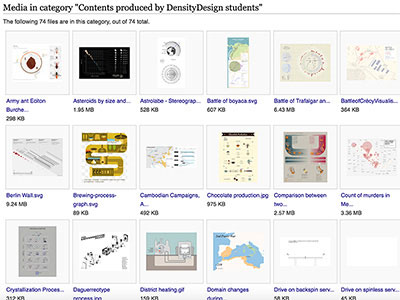 Media in category "Contents produced by DensityDesign students"
The following 74 files are in this category, out of 74 total.
Army ant Eciton Burche...
298 KB
Asteroids by size and...
1.95 MB
Astrolabe - Stereograp...
528 KB
Battle of boyaca.svg
607 KB
Battle of Trafalgar an...
6.43 MB
BattleofCrécyVisualis...
364 KB
Berlin Wall.svg
9.24 MB
Brewing-process-graph.svg
89 KB
Cambodian Campaigns, A...
492 KB
Chocolate production.jpg
975 KB
Comparison between two...
2.57 MB
Count of murders in Me...
3.36 MB
Crystallization Proces...
312 KB
Daguerreotype process.jpg
District heating.gif
159 KB
Domain changes during
Drive on backspin serv...
58 KB
Drive on spinless serv...
45 KB